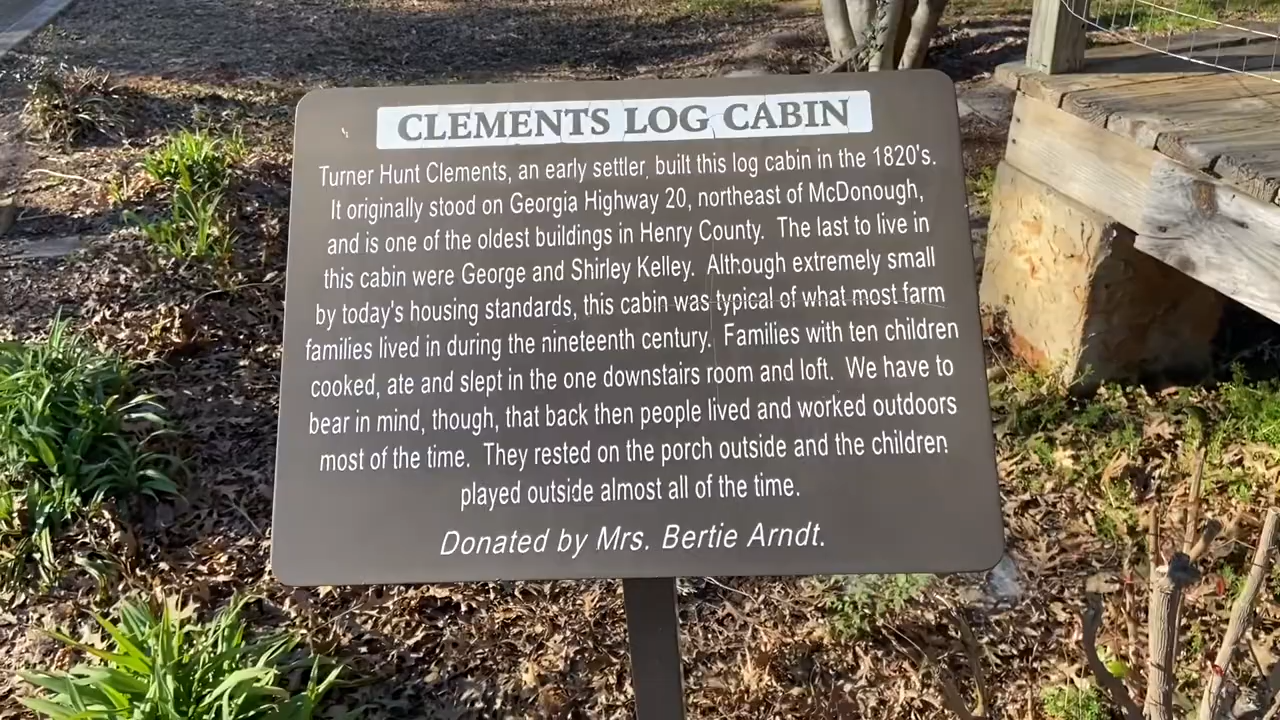 CLEMENTS LOG CABIN
Turner Hunt Clements, an early settler, built this log cabin in the 1820's.
It originally stood on Georgia Highway 20, northeast of McDonough,
and is one of the oldest buildings in Henry County. The last to live in
this cabin were George and Shirley Kelley. Although extremely small
by today's housing standards, this cabin was typical of what most farm
families lived in during the nineteenth century. Families with ten children
cooked, ate and slept in the one downstairs room and loft. We have to
bear in mind, though, that back then people lived and worked outdoors
most of the time. They rested on the porch outside and the children
played outside almost all of the time.
Donated by Mrs. Bertie Arndt.